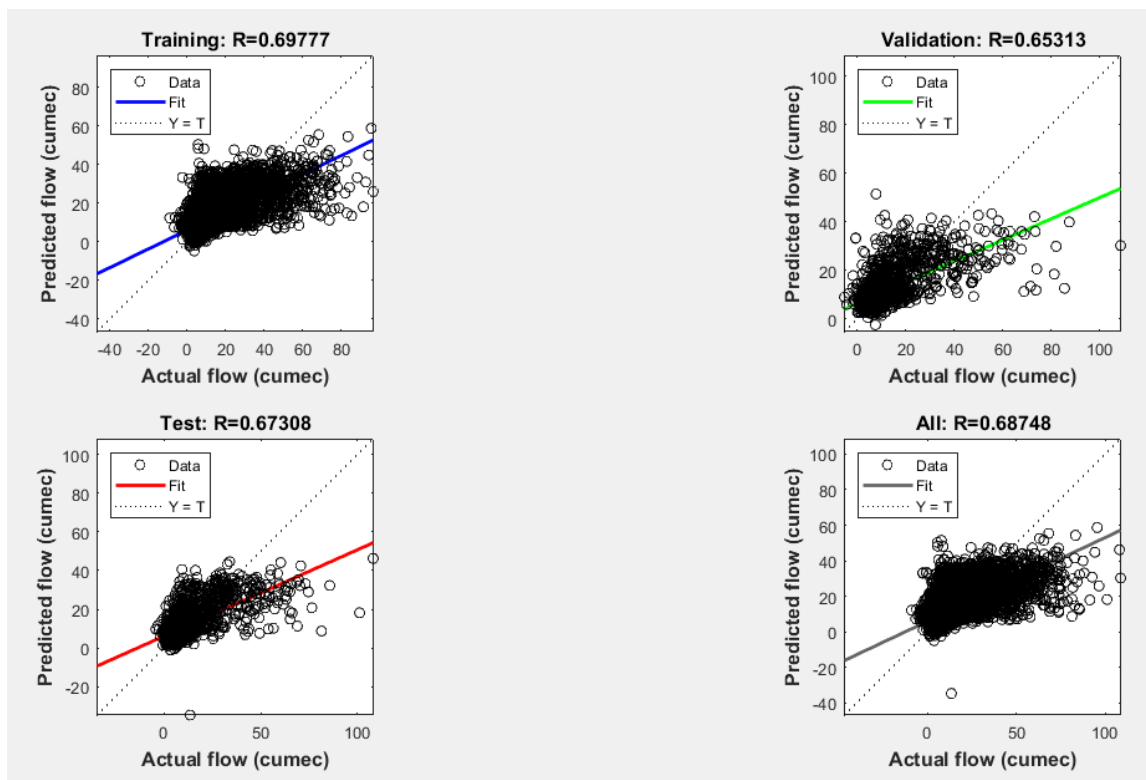 Training: R=0.69777
Data
Fit
Y = T
80
60
40
20
0
-20
-40
Predicted flow (cumec)
-40 -20 0 20 40 60 80
Actual flow (cumec)
Validation: R=0.65313
Data
Fit
Y = T
100
80
60
40
20
0
Predicted flow (cumec)
0 20 40 60 80 100
Actual flow (cumec)
Test: R=0.67308
Data
Fit
Y = T
100
80
60
40
20
0
-20
Predicted flow (cumec)
0 50 100
Actual flow (cumec)
All: R=0.68748
Data
Fit
Y = T
100
80
60
40
20
0
-20
-40
Predicted flow (cumec)
0 50 100
Actual flow (cumec)